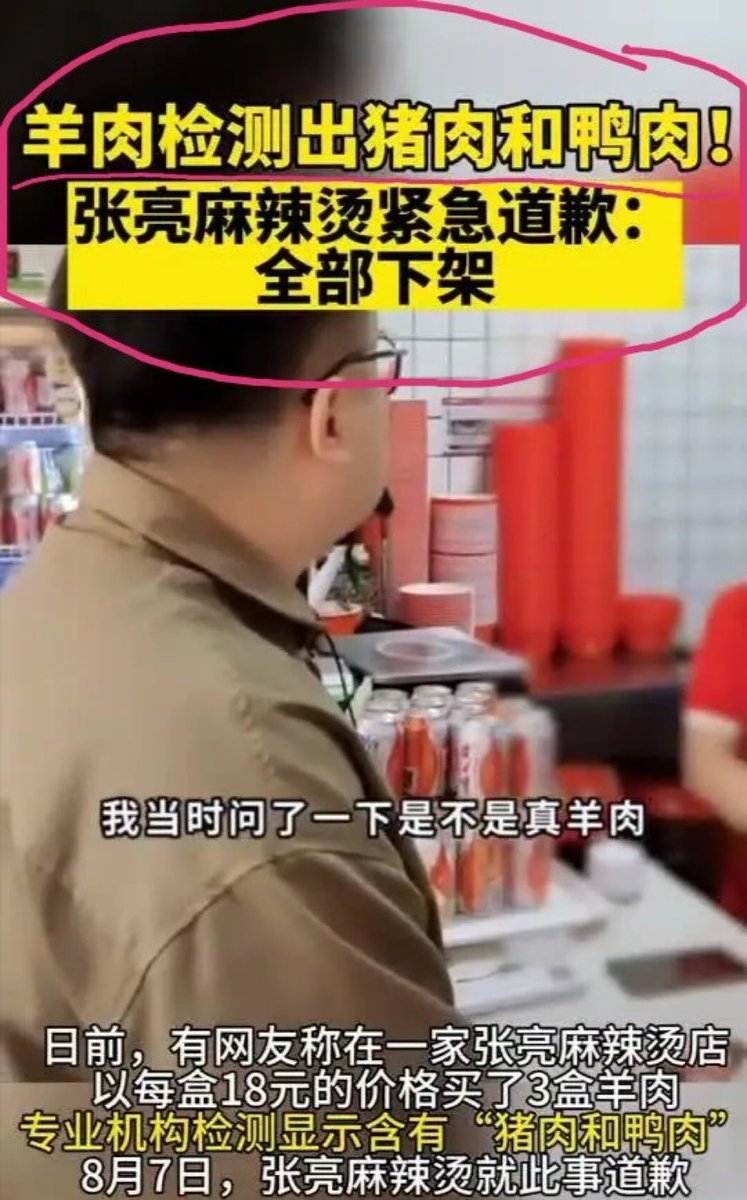 羊肉检测出猪肉和鸭肉！
张亮麻辣烫紧急道歉：
全部下架
我当时问了一下是不是真羊肉
日前，有网友称在一家张亮麻辣烫店
以每盒18元的价格买了3盒羊肉
专业机构检测显示含有“猪肉和鸭肉”
8月7日，张亮麻辣烫就此事道歉